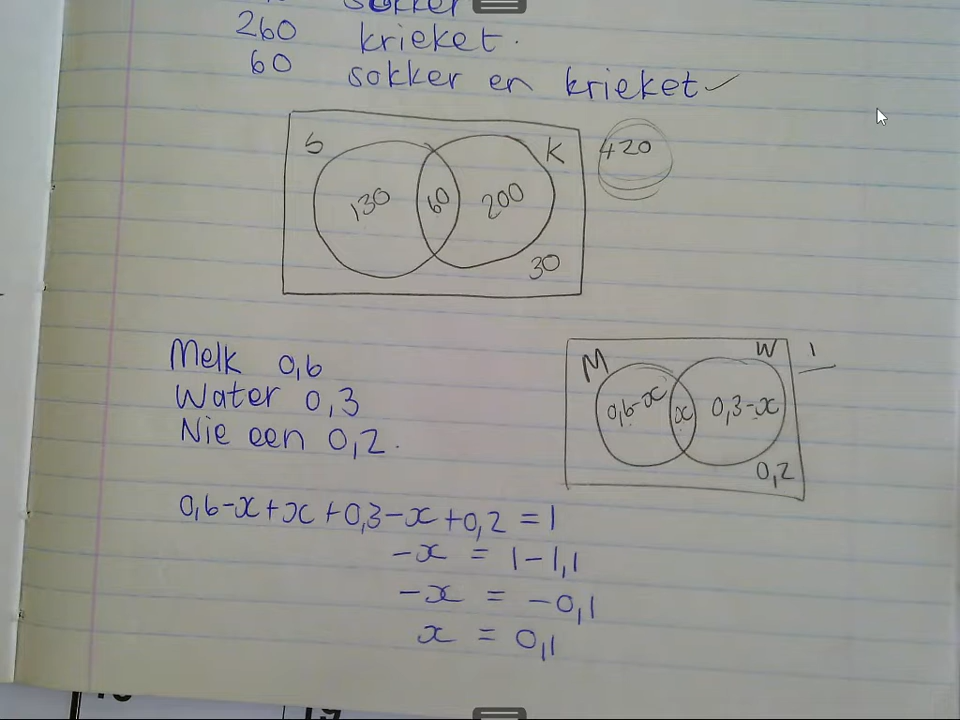 sokker
260 krieket.
60 sokker en krieket
S K 420
130 60 200
30
Melk 0,6
Water 0,3
Nie een 0,2.
M W 1
0,6-x x 0,3-x
0,2
0,6-x+x+0,3-x+0,2 = 1
-x = 1-1,1
-x = -0,1
x = 0,1
19